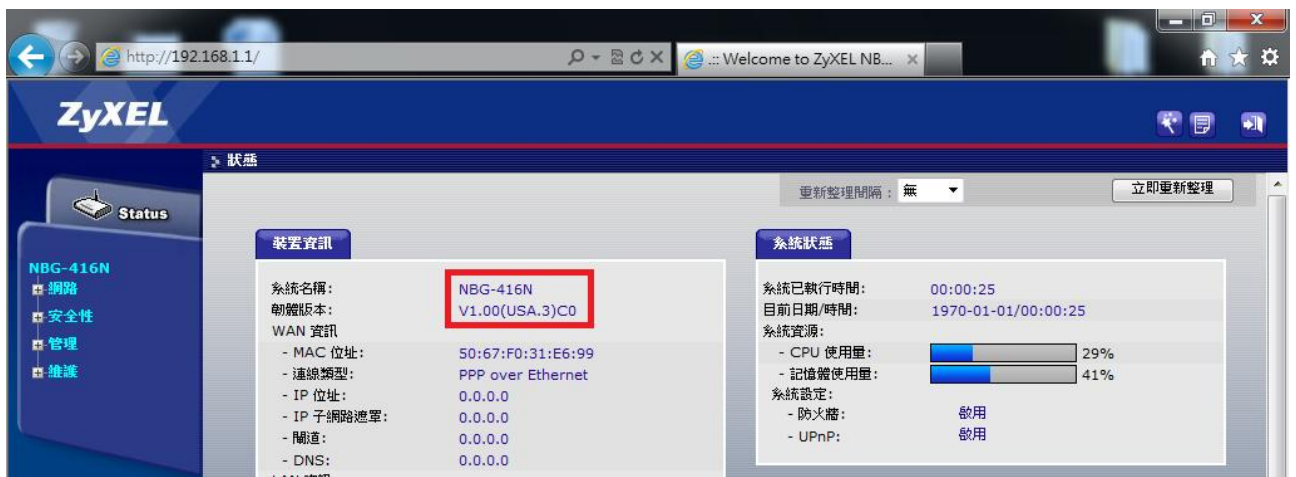 http://192.168.1.1/
.:: Welcome to ZyXEL NB...
ZyXEL
狀態
Status
重新整理間隔： 無
立即重新整理
NBG-416N
網路
安全性
管理
維護
裝置資訊
系統名稱： NBG-416N
韌體版本： V1.00(USA.3)C0
WAN 資訊
- MAC 位址： 50:67:F0:31:E6:99
- 連線類型： PPP over Ethernet
- IP 位址： 0.0.0.0
- IP 子網路遮罩： 0.0.0.0
- 閘道： 0.0.0.0
- DNS： 0.0.0.0
系統狀態
系統已執行時間： 00:00:25
目前日期/時間： 1970-01-01/00:00:25
系統資源：
- CPU 使用量： 29%
- 記憶體使用量： 41%
系統設定：
- 防火牆： 啟用
- UPnP： 啟用